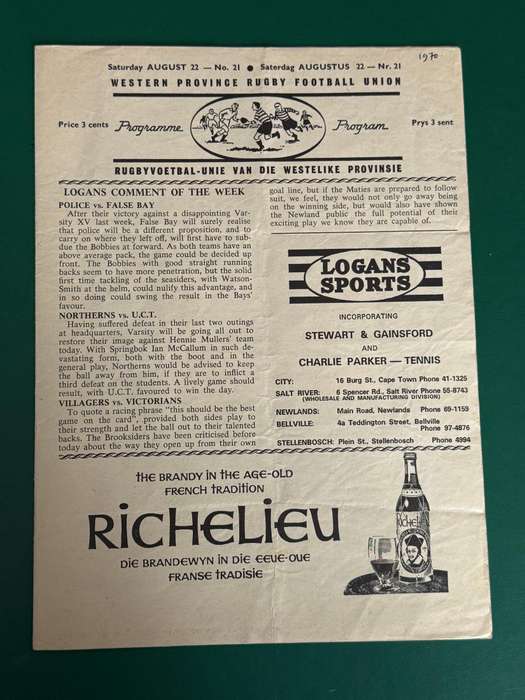 1970
Saturday AUGUST 22 — No. 21 ● Saterdag AUGUSTUS 22 — Nr. 21
WESTERN PROVINCE RUGBY FOOTBALL UNION
Price 3 cents Programme Program Prys 3 sent
RUGBYVOETBAL-UNIE VAN DIE WESTELIKE PROVINSIE
LOGANS COMMENT OF THE WEEK
POLICE vs. FALSE BAY
After their victory against a disappointing Var-
sity XV last week, False Bay will surely realise
that police will be a different proposition, and to
carry on where they left off, will first have to sub-
due the Bobbies at forward. As both teams have an
above average pack, the game could be decided up
front. The Bobbies with good straight running
backs seem to have more penetration, but the solid
first time tackling of the seasiders, with Watson-
Smith at the helm, could nullify this advantage, and
in so doing could swing the result in the Bays'
favour.
NORTHERNS vs. U.C.T.
Having suffered defeat in their last two outings
at headquarters, Varsity will be going all out to
restore their image against Hennie Mullers' team
today. With Springbok Ian McCallum in such de-
vastating form, both with the boot and in the
general play, Northerns would be well advised to
keep the ball away from him, if they are to inflict a
third defeat on the students. A lively game should
result, with U.C.T. favoured to win the day.
VILLAGERS vs. VICTORIANS
To quote a racing phrase "this should be the best
game on the card", provided both sides play to
their strength and let the ball out to their talented
backs. The Brooksiders have been criticised before
today about the way they open up from their own
goal line, but if the Maties are prepared to follow
suit, we feel, they would not only go away being
on the winning side, but would also have shown
the Newland public the full potential of their
exciting play we know they are capable of.
LOGANS
SPORTS
INCORPORATING
STEWART & GAINSFORD
AND
CHARLIE PARKER — TENNIS
CITY: 16 Burg St., Cape Town Phone 41-1325
SALT RIVER: 6 Spencer Rd., Salt River Phone 55-8743
(WHOLESALE AND MANUFACTURING DIVISION)
NEWLANDS: Main Road, Newlands Phone 69-1159
BELLVILLE: 4a Teddington Street, Bellville
Phone 97-4876
STELLENBOSCH: Plein St., Stellenbosch Phone 4994
THE BRANDY IN THE AGE-OLD
FRENCH TRADITION
RICHELIEU
DIE BRANDEWYN IN DIE EEUE-OUE
FRANSE TRADISIE
Richelieu